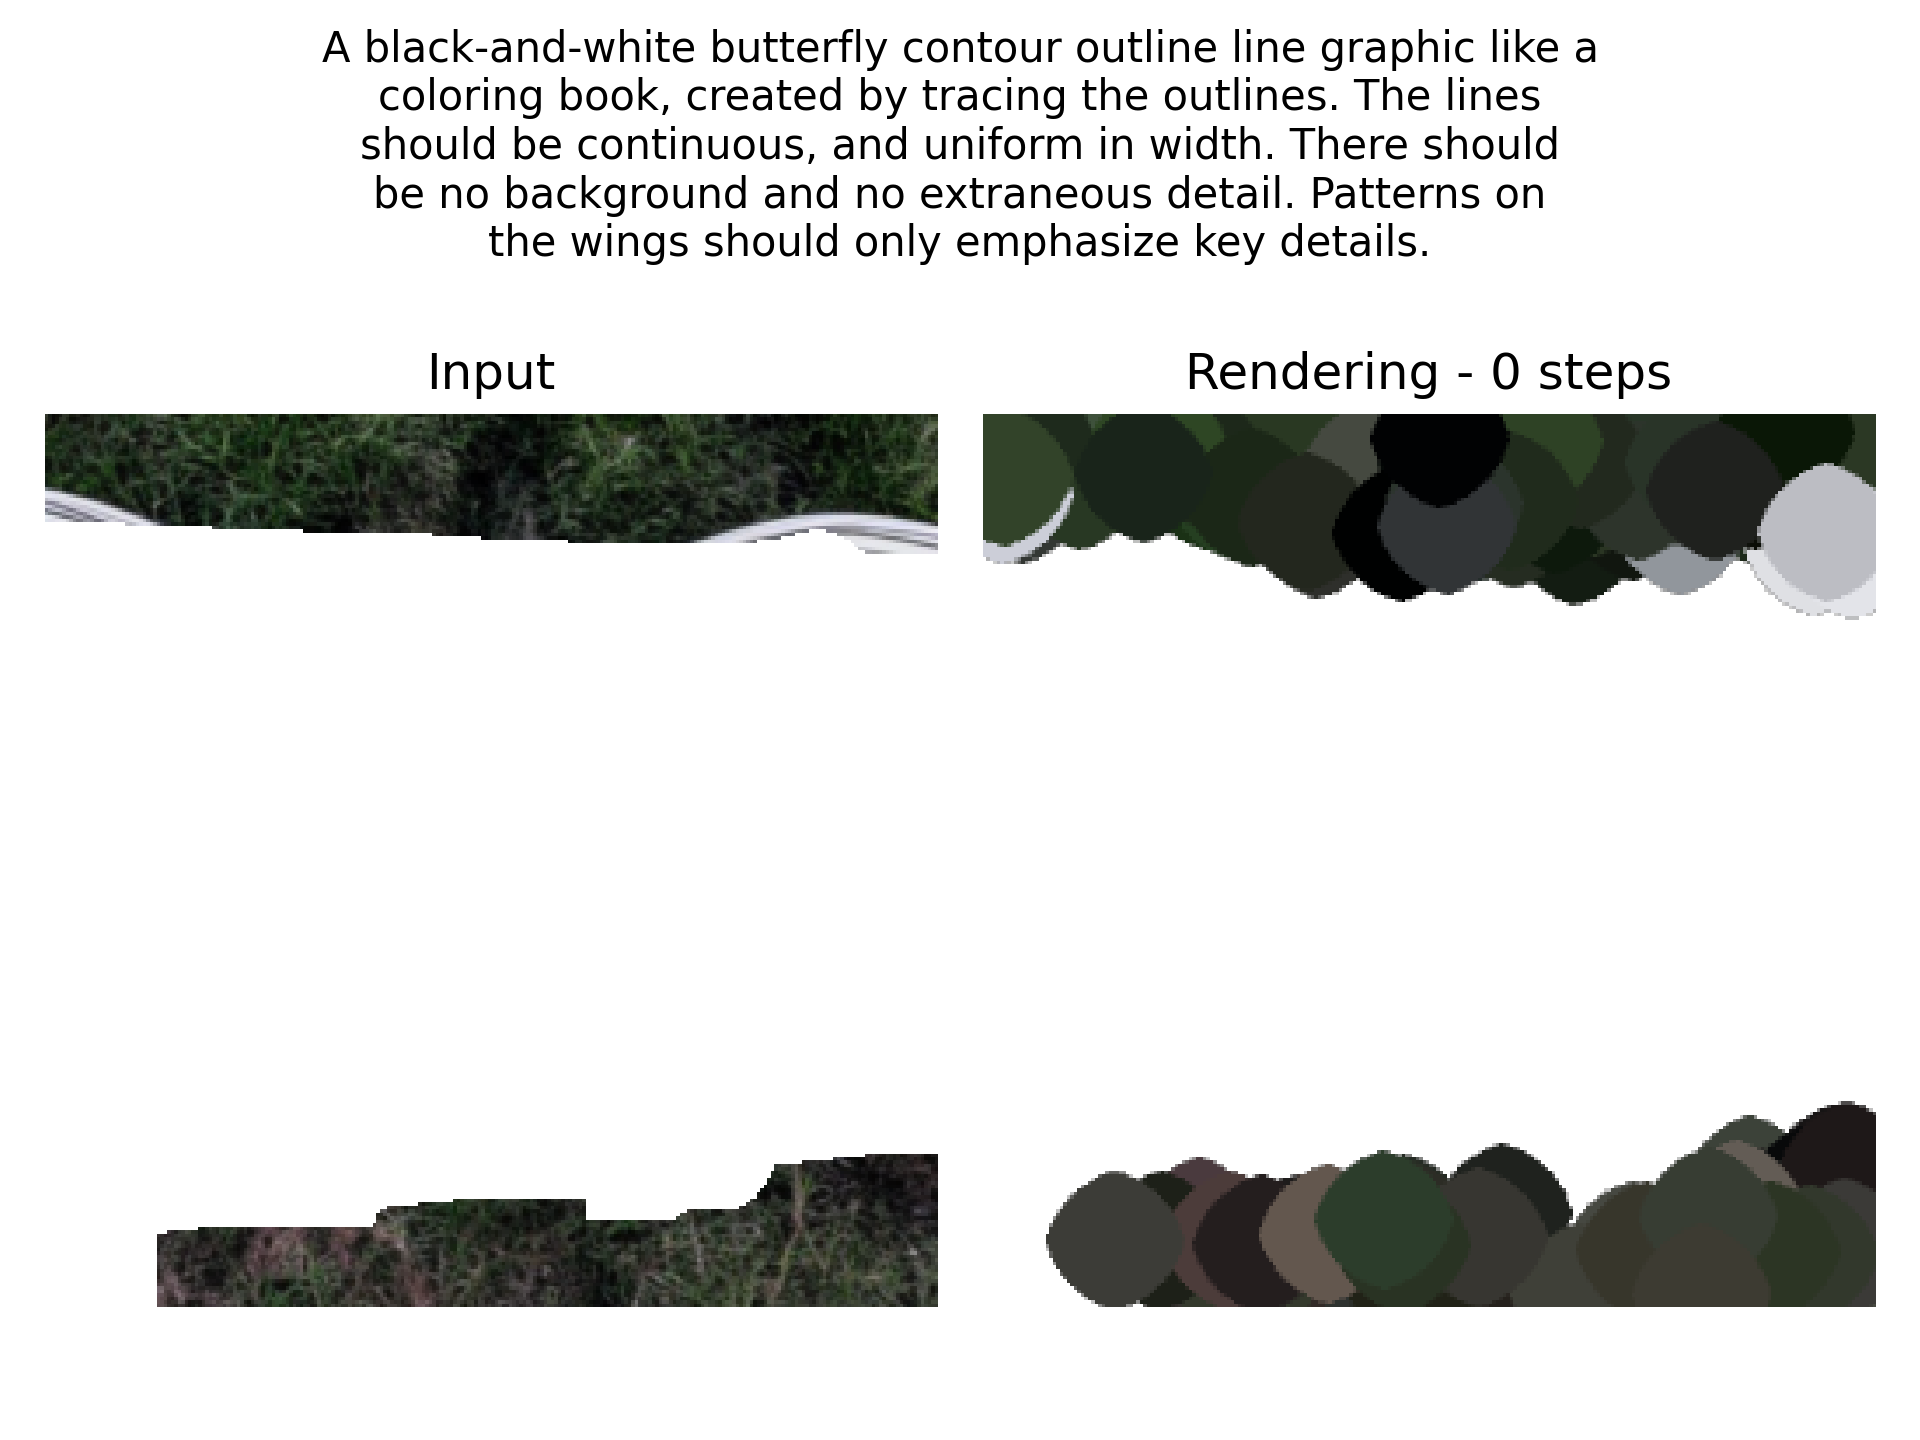 A black-and-white butterfly contour outline line graphic like a
coloring book, created by tracing the outlines. The lines
should be continuous, and uniform in width. There should
be no background and no extraneous detail. Patterns on
the wings should only emphasize key details.
Input
Rendering - 0 steps